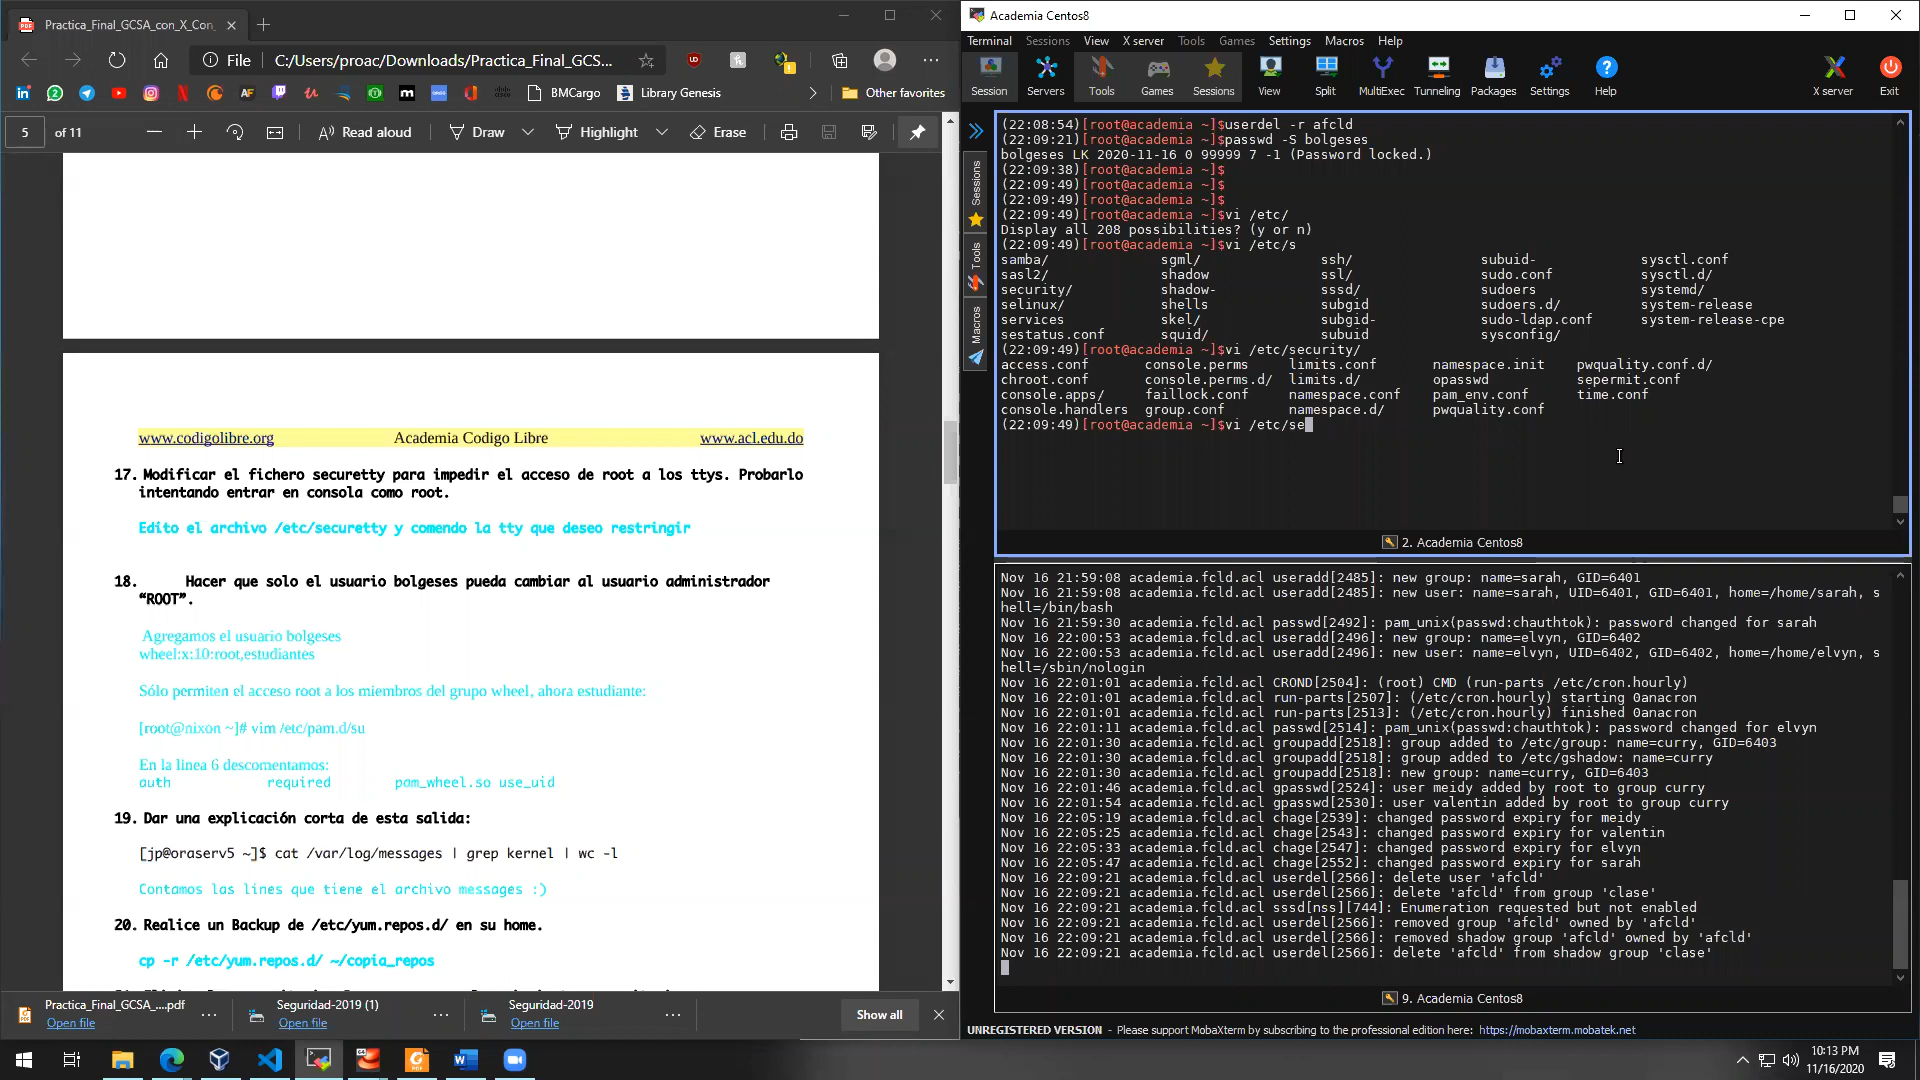 Practica_Final_GCSA_con_X_Con
File
C:/Users/proac/Downloads/Practica_Final_GCS...
BMCargo
Library Genesis
Other favorites
5 of 11
Read aloud
Draw
Highlight
Erase
www.codigolibre.org Academia Codigo Libre www.acl.edu.do
17. Modificar el fichero securetty para impedir el acceso de root a los ttys. Probarlo
intentando entrar en consola como root.
Edito el archivo /etc/securetty y comendo la tty que deseo restringir
18. Hacer que solo el usuario bolgeses pueda cambiar al usuario administrador
“ROOT”.
Agregamos el usuario bolgeses
wheel:x:10:root,estudiantes
Sólo permiten el acceso root a los miembros del grupo wheel, ahora estudiante:
[root@nixon ~]# vim /etc/pam.d/su
En la linea 6 descomentamos:
auth required pam_wheel.so use_uid
19. Dar una explicación corta de esta salida:
[jp@oraserv5 ~]$ cat /var/log/messages | grep kernel | wc -l
Contamos las lines que tiene el archivo messages :)
20. Realice un Backup de /etc/yum.repos.d/ en su home.
cp -r /etc/yum.repos.d/ ~/copia_repos
Practica_Final_GCSA_....pdf
Open file
Seguridad-2019 (1)
Open file
Seguridad-2019
Open file
Show all
Academia Centos8
Terminal Sessions View X server Tools Games Settings Macros Help
Session Servers Tools Games Sessions View Split MultiExec Tunneling Packages Settings Help X server Exit
Sessions
Tools
Macros
(22:08:54)[root@academia ~]$userdel -r afcld
(22:09:21)[root@academia ~]$passwd -S bolgeses
bolgeses LK 2020-11-16 0 99999 7 -1 (Password locked.)
(22:09:38)[root@academia ~]$
(22:09:49)[root@academia ~]$
(22:09:49)[root@academia ~]$
(22:09:49)[root@academia ~]$vi /etc/
Display all 208 possibilities? (y or n)
(22:09:49)[root@academia ~]$vi /etc/s
samba/ sgml/ ssh/ subuid- sysctl.conf
sasl2/ shadow ssl/ sudo.conf sysctl.d/
security/ shadow- sssd/ sudoers systemd/
selinux/ shells subgid sudoers.d/ system-release
services skel/ subgid- sudo-ldap.conf system-release-cpe
sestatus.conf squid/ subuid sysconfig/
(22:09:49)[root@academia ~]$vi /etc/security/
access.conf console.perms limits.conf namespace.init pwquality.conf.d/
chroot.conf console.perms.d/ limits.d/ opasswd sepermit.conf
console.apps/ faillock.conf namespace.conf pam_env.conf time.conf
console.handlers group.conf namespace.d/ pwquality.conf
(22:09:49)[root@academia ~]$vi /etc/se
2. Academia Centos8
Nov 16 21:59:08 academia.fcld.acl useradd[2485]: new group: name=sarah, GID=6401
Nov 16 21:59:08 academia.fcld.acl useradd[2485]: new user: name=sarah, UID=6401, GID=6401, home=/home/sarah, s
hell=/bin/bash
Nov 16 21:59:30 academia.fcld.acl passwd[2492]: pam_unix(passwd:chauthtok): password changed for sarah
Nov 16 22:00:53 academia.fcld.acl useradd[2496]: new group: name=elvyn, GID=6402
Nov 16 22:00:53 academia.fcld.acl useradd[2496]: new user: name=elvyn, UID=6402, GID=6402, home=/home/elvyn, s
hell=/sbin/nologin
Nov 16 22:01:01 academia.fcld.acl CROND[2504]: (root) CMD (run-parts /etc/cron.hourly)
Nov 16 22:01:01 academia.fcld.acl run-parts[2507]: (/etc/cron.hourly) starting 0anacron
Nov 16 22:01:01 academia.fcld.acl run-parts[2513]: (/etc/cron.hourly) finished 0anacron
Nov 16 22:01:11 academia.fcld.acl passwd[2514]: pam_unix(passwd:chauthtok): password changed for elvyn
Nov 16 22:01:30 academia.fcld.acl groupadd[2518]: group added to /etc/group: name=curry, GID=6403
Nov 16 22:01:30 academia.fcld.acl groupadd[2518]: group added to /etc/gshadow: name=curry
Nov 16 22:01:30 academia.fcld.acl groupadd[2518]: new group: name=curry, GID=6403
Nov 16 22:01:46 academia.fcld.acl gpasswd[2524]: user meidy added by root to group curry
Nov 16 22:01:54 academia.fcld.acl gpasswd[2530]: user valentin added by root to group curry
Nov 16 22:05:19 academia.fcld.acl chage[2539]: changed password expiry for meidy
Nov 16 22:05:25 academia.fcld.acl chage[2543]: changed password expiry for valentin
Nov 16 22:05:33 academia.fcld.acl chage[2547]: changed password expiry for elvyn
Nov 16 22:05:47 academia.fcld.acl chage[2552]: changed password expiry for sarah
Nov 16 22:09:21 academia.fcld.acl userdel[2566]: delete user 'afcld'
Nov 16 22:09:21 academia.fcld.acl userdel[2566]: delete 'afcld' from group 'clase'
Nov 16 22:09:21 academia.fcld.acl sssd[nss][744]: Enumeration requested but not enabled
Nov 16 22:09:21 academia.fcld.acl userdel[2566]: removed group 'afcld' owned by 'afcld'
Nov 16 22:09:21 academia.fcld.acl userdel[2566]: removed shadow group 'afcld' owned by 'afcld'
Nov 16 22:09:21 academia.fcld.acl userdel[2566]: delete 'afcld' from shadow group 'clase'
9. Academia Centos8
UNREGISTERED VERSION - Please support MobaXterm by subscribing to the professional edition here: https://mobaxterm.mobatek.net
10:13 PM
11/16/2020